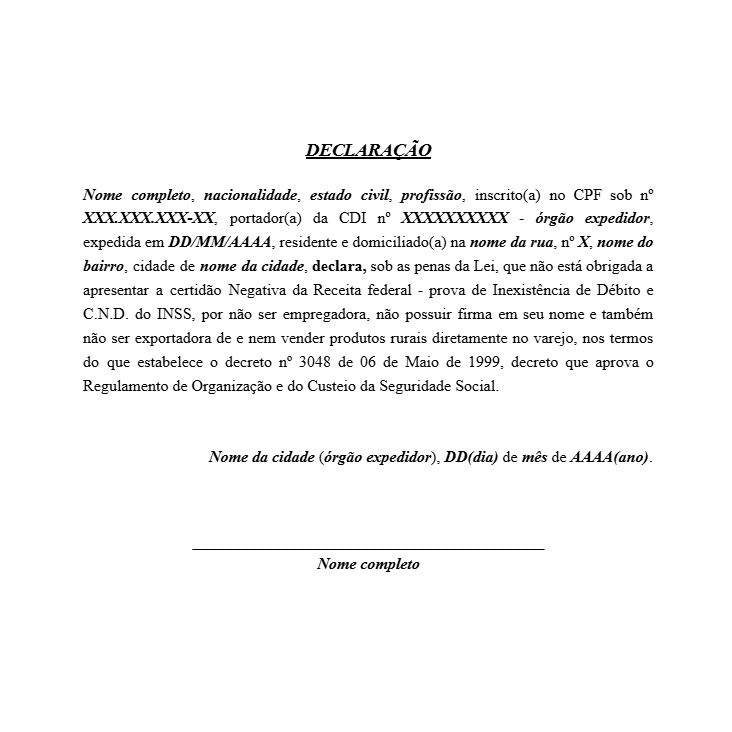 DECLARAÇÃO
Nome completo, nacionalidade, estado civil, profissão, inscrito(a) no CPF sob nº
XXX.XXX.XXX-XX, portador(a) da CDI nº XXXXXXXXXX - órgão expedidor,
expedida em DD/MM/AAAA, residente e domiciliado(a) na nome da rua, nº X, nome do
bairro, cidade de nome da cidade, declara, sob as penas da Lei, que não está obrigada a
apresentar a certidão Negativa da Receita federal - prova de Inexistência de Débito e
C.N.D. do INSS, por não ser empregadora, não possuir firma em seu nome e também
não ser exportadora de e nem vender produtos rurais diretamente no varejo, nos termos
do que estabelece o decreto nº 3048 de 06 de Maio de 1999, decreto que aprova o
Regulamento de Organização e do Custeio da Seguridade Social.
Nome da cidade (órgão expedidor), DD(dia) de mês de AAAA(ano).
Nome completo